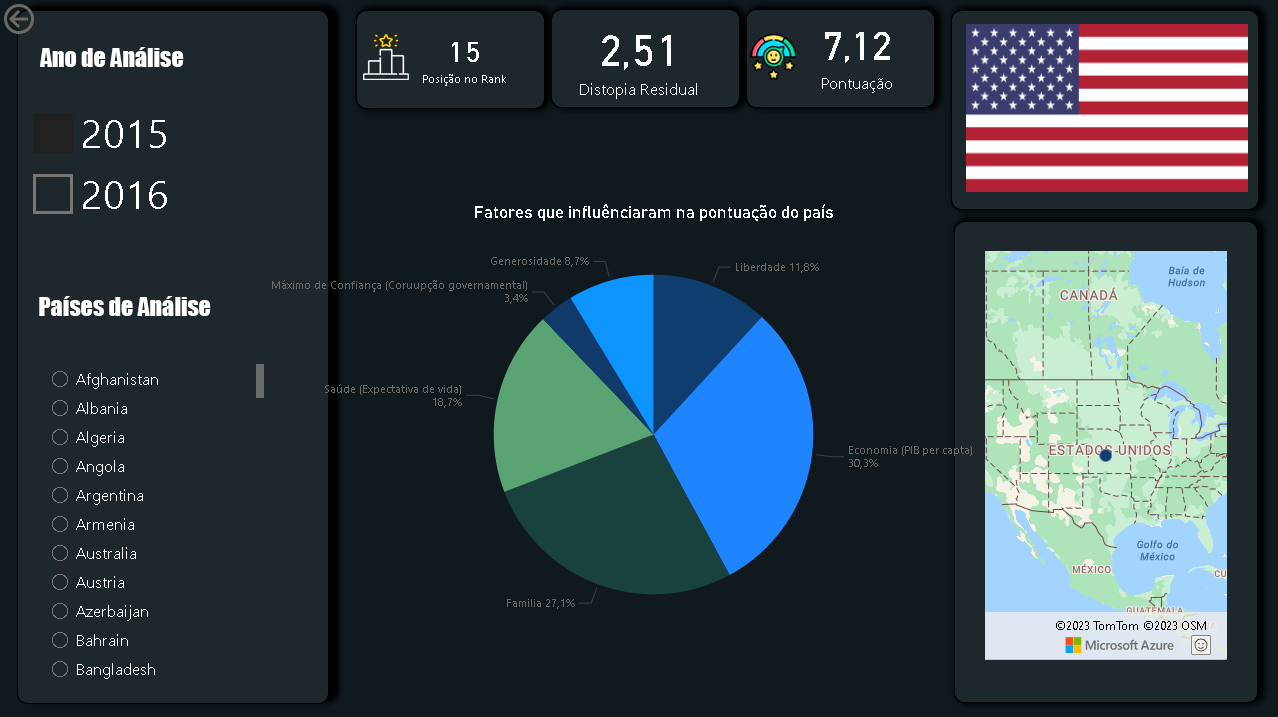 Ano de Análise
2015
2016
Países de Análise
Afghanistan
Albania
Algeria
Angola
Argentina
Armenia
Australia
Austria
Azerbaijan
Bahrain
Bangladesh
15
Posição no Rank
2,51
Distopia Residual
7,12
Pontuação
Fatores que influênciaram na pontuação do país
Generosidade 8,7%
Liberdade 11,8%
Máximo de Confiança (Coruupção governamental)
3,4%
Saúde (Expectativa de vida)
18,7%
Economia (PIB per capta)
30,3%
Familia 27,1%
Baía de
Hudson
CANADÁ
ESTADOS UNIDOS
Golfo do
México
MÉXICO
CU
GUATEMALA
©2023 TomTom ©2023 OSM
Microsoft Azure